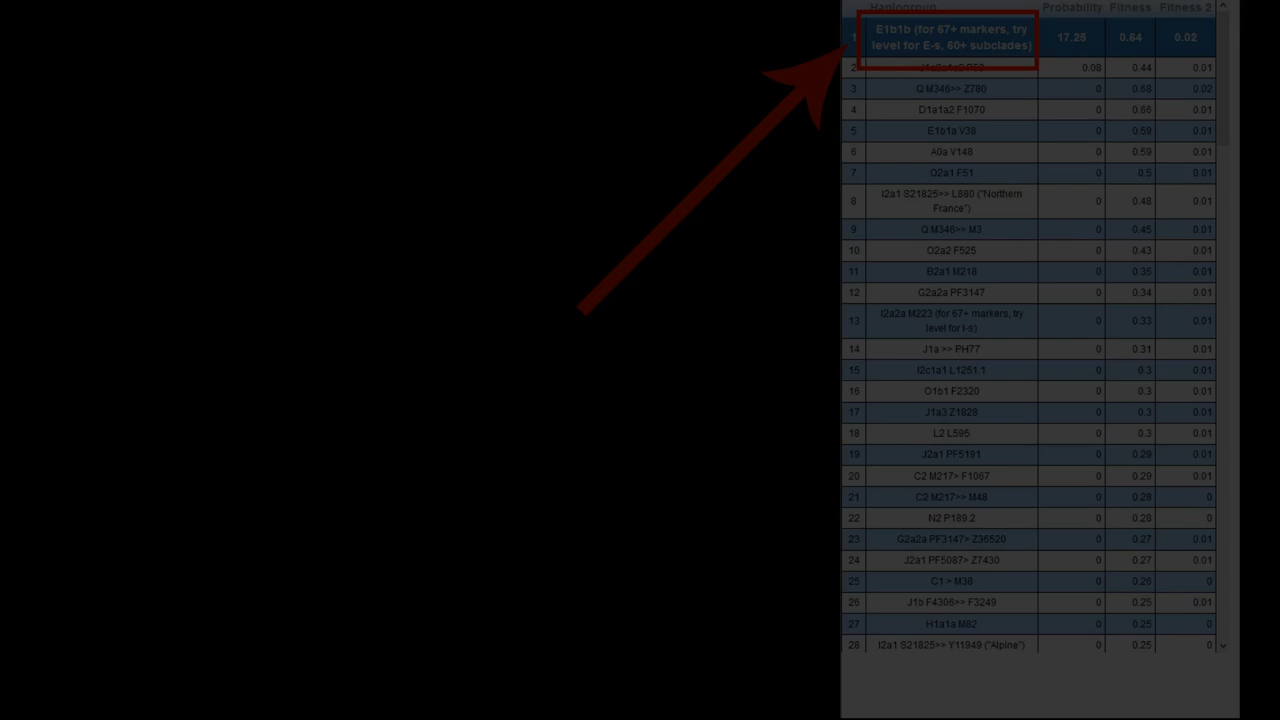 Haplogroup Probability Fitness Fitness 2
1 E1b1b (for 67+ markers, try level for E-s, 60+ subclades) 17.25 0.64 0.02
2 J1a2a1a2 P58 0.08 0.44 0.01
3 Q M346>> Z780 0 0.68 0.02
4 D1a1a2 F1070 0 0.66 0.01
5 E1b1a V38 0 0.59 0.01
6 A0a V148 0 0.59 0.01
7 O2a1 F51 0 0.5 0.01
8 I2a1 S21825>> L880 ("Northern France") 0 0.48 0.01
9 Q M346>> M3 0 0.45 0.01
10 O2a2 F525 0 0.43 0.01
11 B2a1 M218 0 0.35 0.01
12 G2a2a PF3147 0 0.34 0.01
13 I2a2a M223 (for 67+ markers, try level for I-s) 0 0.33 0.01
14 J1a >> PH77 0 0.31 0.01
15 I2c1a1 L1251.1 0 0.3 0.01
16 O1b1 F2320 0 0.3 0.01
17 J1a3 Z1828 0 0.3 0.01
18 L2 L595 0 0.3 0.01
19 J2a1 PF5191 0 0.29 0.01
20 C2 M217> F1067 0 0.29 0.01
21 C2 M217>> M48 0 0.28 0
22 N2 P189.2 0 0.28 0
23 G2a2a PF3147> Z36520 0 0.27 0.01
24 J2a1 PF5087> Z7430 0 0.27 0.01
25 C1 > M38 0 0.26 0
26 J1b F4306>> F3249 0 0.25 0.01
27 H1a1a M82 0 0.25 0
28 I2a1 S21825>> Y11949 ("Alpine") 0 0.25 0